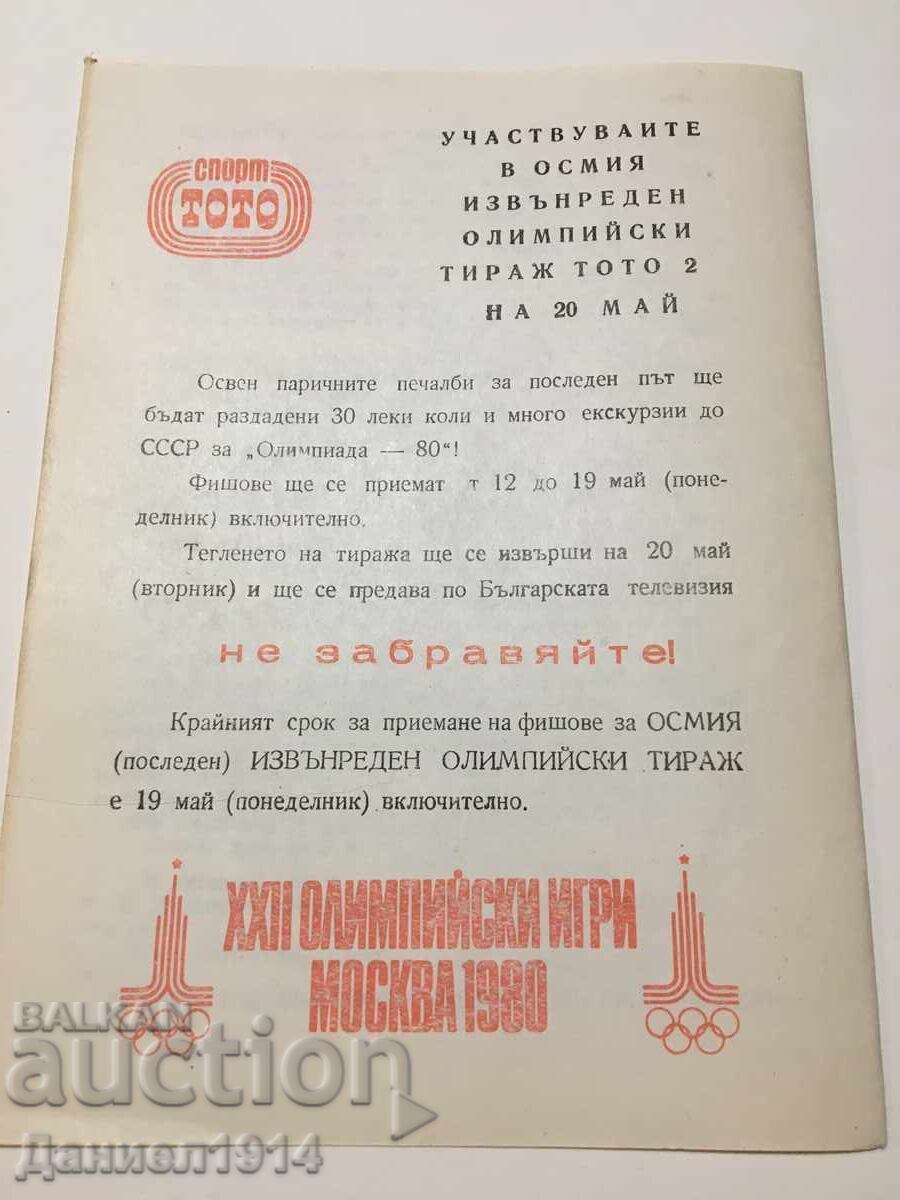 спорт
ТОТО
УЧАСТВУВАИТЕ
В ОСМИЯ
ИЗВЪНРЕДЕН
ОЛИМПИЙСКИ
ТИРАЖ ТОТО 2
НА 20 МАЙ
Освен паричните печалби за последен път ще
бъдат раздадени 30 леки коли и много екскурзии до
СССР за „Олимпиада — 80“!
Фишове ще се приемат т 12 до 19 май (поне-
делник) включително.
Тегленето на тиража ще се извърши на 20 май
(вторник) и ще се предава по Българската телевизия
не забравяйте!
Крайният срок за приемане на фишове за ОСМИЯ
(последен) ИЗВЪНРЕДЕН ОЛИМПИЙСКИ ТИРАЖ
е 19 май (понеделник) включително.
XXII ОЛИМПИЙСКИ ИГРИ
МОСКВА 1980
BALKAN
auction
Даниел1914